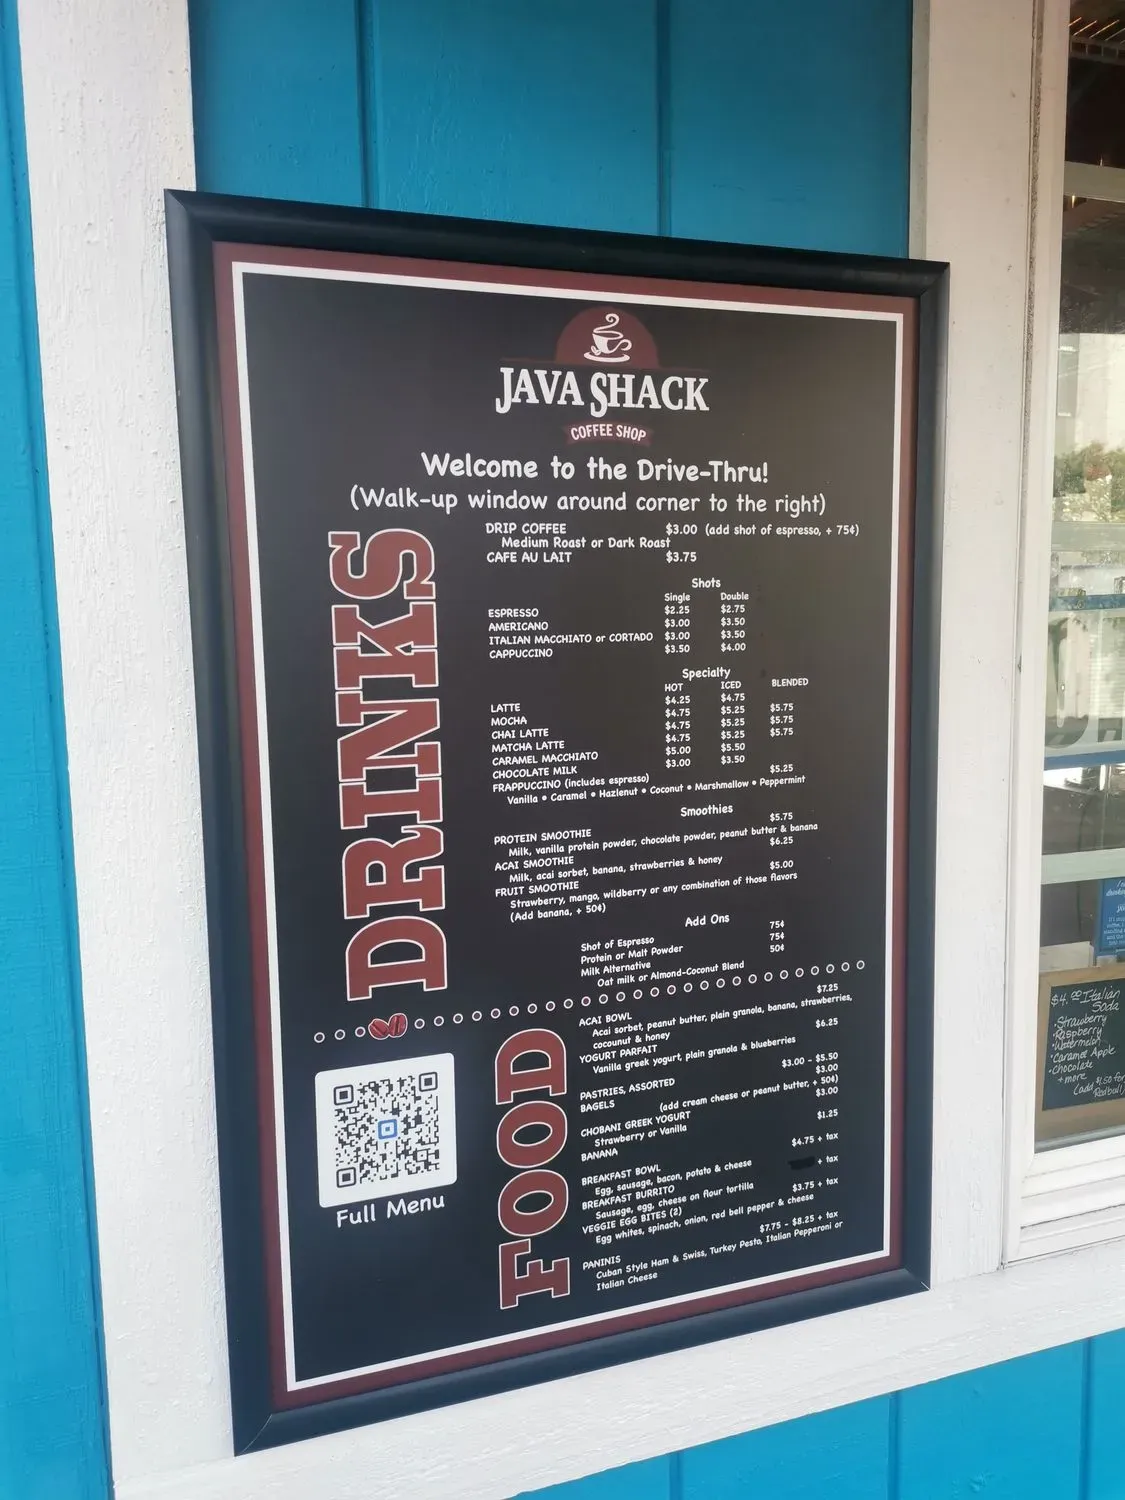 JAVA SHACK
COFFEE SHOP
Welcome to the Drive-Thru!
(Walk-up window around corner to the right)
DRINKS
DRIP COFFEE $3.00 (add shot of espresso, + 75¢)
Medium Roast or Dark Roast
CAFE AU LAIT $3.75
Shots
Single Double
ESPRESSO $2.25 $2.75
AMERICANO $3.00 $3.50
ITALIAN MACCHIATO or CORTADO $3.00 $3.50
CAPPUCCINO $3.50 $4.00
Specialty
HOT ICED BLENDED
LATTE $4.25 $4.75
MOCHA $4.75 $5.25 $5.75
CHAI LATTE $4.75 $5.25 $5.75
MATCHA LATTE $4.75 $5.25 $5.75
CARAMEL MACCHIATO $5.00 $5.50
CHOCOLATE MILK $3.00 $3.50
FRAPPUCCINO (includes espresso) $5.25
Vanilla • Caramel • Hazlenut • Coconut • Marshmallow • Peppermint
Smoothies
PROTEIN SMOOTHIE $5.75
Milk, vanilla protein powder, chocolate powder, peanut butter & banana
ACAI SMOOTHIE $6.25
Milk, acai sorbet, banana, strawberries & honey
FRUIT SMOOTHIE $5.00
Strawberry, mango, wildberry or any combination of those flavors
(Add banana, + 50¢)
Add Ons
Shot of Espresso 75¢
Protein or Malt Powder 75¢
Milk Alternative 50¢
Oat milk or Almond-Coconut Blend
FOOD
ACAI BOWL $7.25
Acai sorbet, peanut butter, plain granola, banana, strawberries,
cocounut & honey
YOGURT PARFAIT $6.25
Vanilla greek yogurt, plain granola & blueberries
PASTRIES, ASSORTED $3.00 - $5.50
BAGELS $3.00
(add cream cheese or peanut butter, + 50¢)
CHOBANI GREEK YOGURT $3.00
Strawberry or Vanilla
BANANA $1.25
BREAKFAST BOWL $4.75 + tax
Egg, sausage, bacon, potato & cheese
BREAKFAST BURRITO + tax
Sausage, egg, cheese on flour tortilla
VEGGIE EGG BITES (2) $3.75 + tax
Egg whites, spinach, onion, red bell pepper & cheese
PANINIS $7.75 - $8.25 + tax
Cuban Style Ham & Swiss, Turkey Pesto, Italian Pepperoni or
Italian Cheese
Full Menu
$4.00 Italian
Soda
•Strawberry
•Raspberry
•Watermelon
•Caramel Apple
•Chocolate
+more
(add $1.50 for
Redbull)